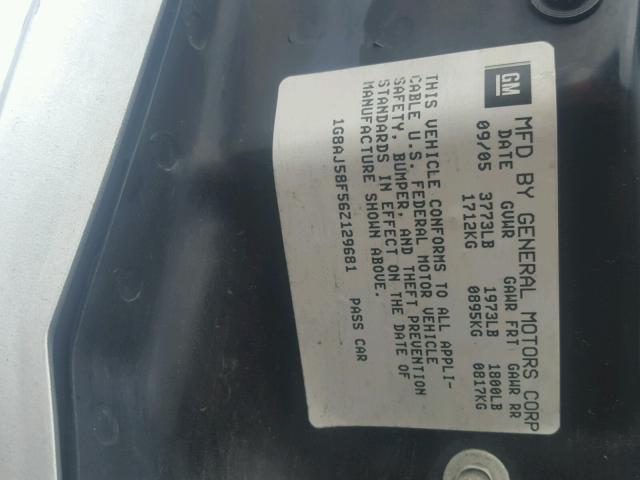 GM MFD BY GENERAL MOTORS CORP
DATE GVWR GAWR FRT GAWR RR
09/05 3773LB 1973LB 1800LB
1712KG 0895KG 0817KG
THIS VEHICLE CONFORMS TO ALL APPLI-
CABLE U.S. FEDERAL MOTOR VEHICLE
SAFETY, BUMPER, AND THEFT PREVENTION
STANDARDS IN EFFECT ON THE DATE OF
MANUFACTURE SHOWN ABOVE.
1G8AJ58F56Z129681 PASS CAR